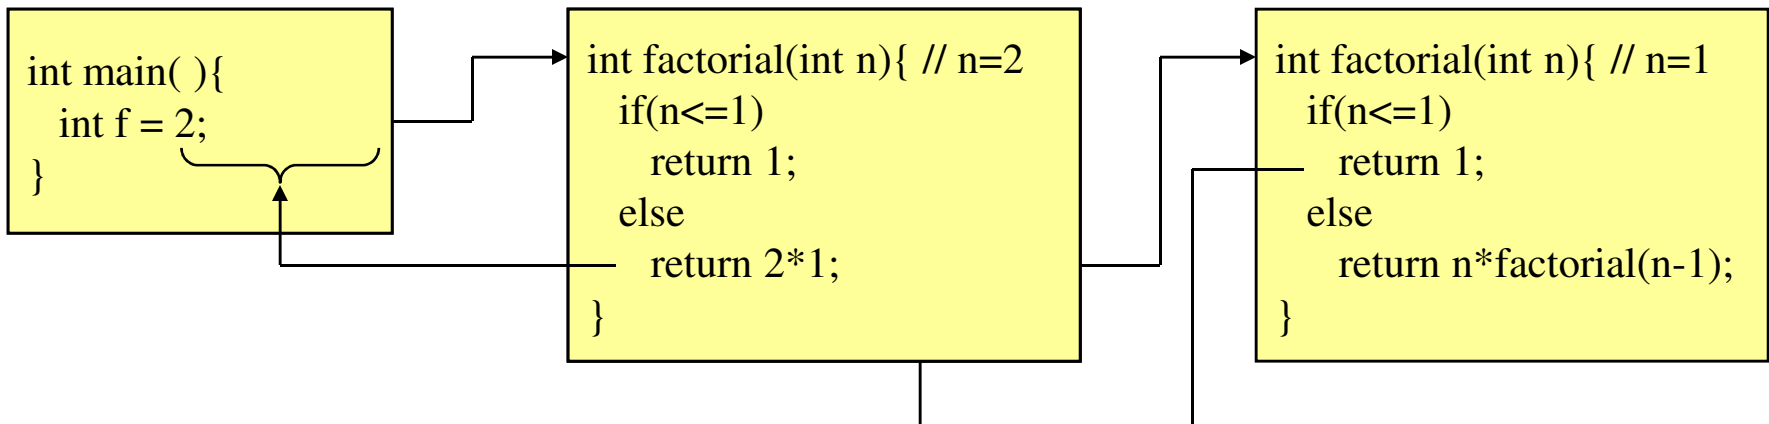 int main( ){
int f = 2;
}
int factorial(int n){ // n=2
if(n<=1)
return 1;
else
return 2*1;
}
int factorial(int n){ // n=1
if(n<=1)
return 1;
else
return n*factorial(n-1);
}